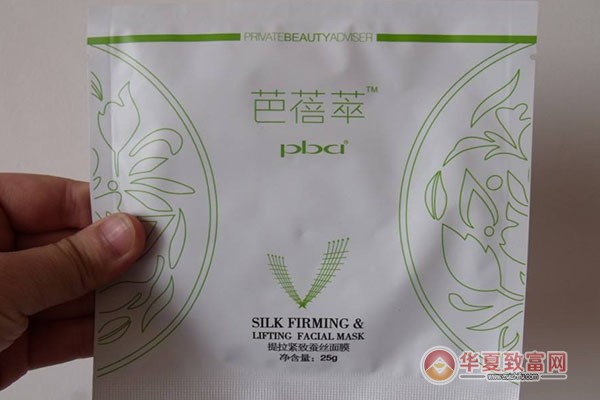 PRIVATEBEAUTYADVISER
芭蓓萃™
pbci®
SILK FIRMING &
LIFTING FACIAL MASK
提拉紧致蚕丝面膜
净含量：25g
华夏致富网